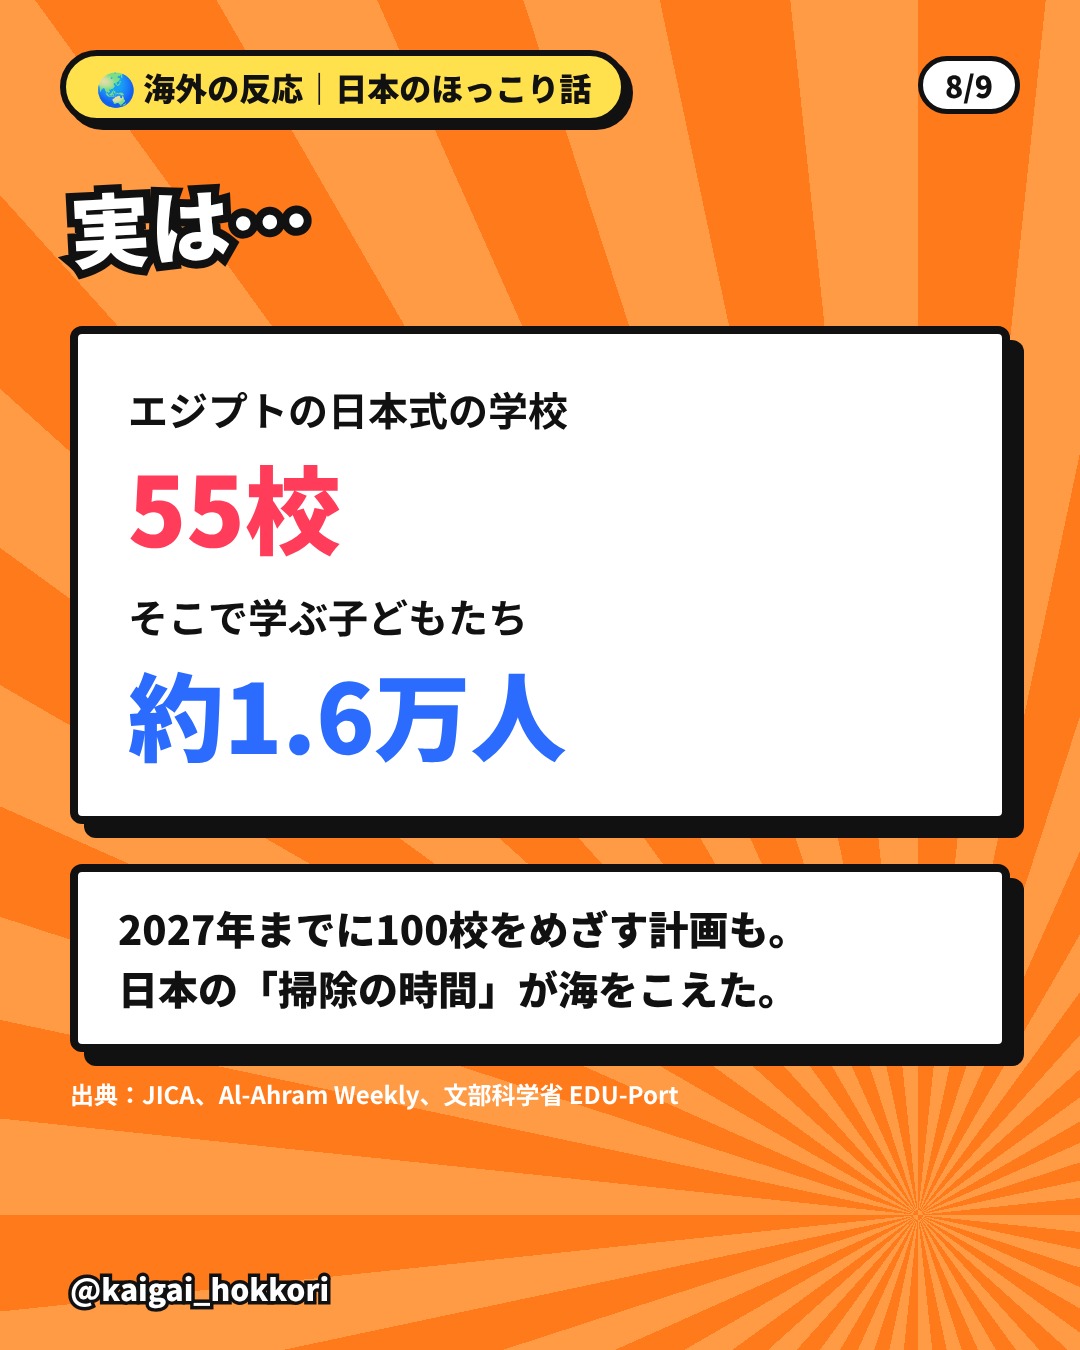 海外の反応｜日本のほっこり話
8/9
実は…
エジプトの日本式の学校
55校
そこで学ぶ子どもたち
約1.6万人
2027年までに100校をめざす計画も。
日本の「掃除の時間」が海をこえた。
出典：JICA、Al-Ahram Weekly、文部科学省 EDU-Port
@kaigai_hokkori